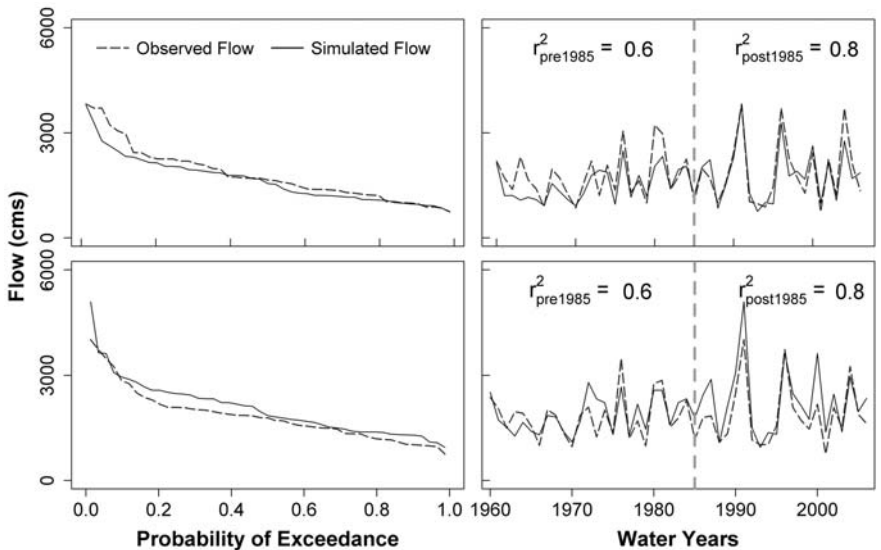 6000
3000
0
Observed Flow
Simulated Flow
r²pre1985 = 0.6
r²post1985 = 0.8
Flow (cms)
6000
3000
0
r²pre1985 = 0.6
r²post1985 = 0.8
0.0 0.2 0.4 0.6 0.8 1.0
1960 1970 1980 1990 2000
Probability of Exceedance
Water Years